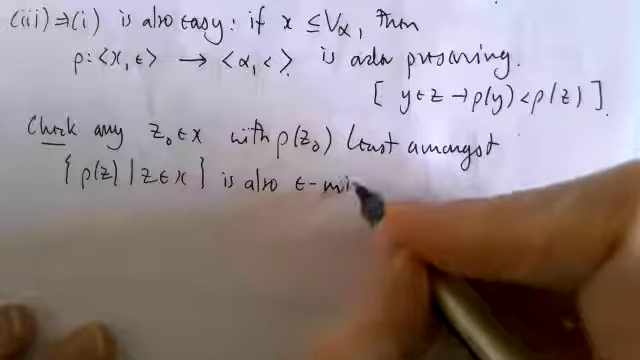 (iii) ⇒ (i) is also easy: if x ⊆ V_α, then
ρ: <x, ∈> → <α, <> is order preserving.
[ y ∈ z → ρ(y) < ρ(z) ].
Check any z₀ ∈ x with ρ(z₀) least amongst
{ ρ(z) | z ∈ x } is also ∈-mi